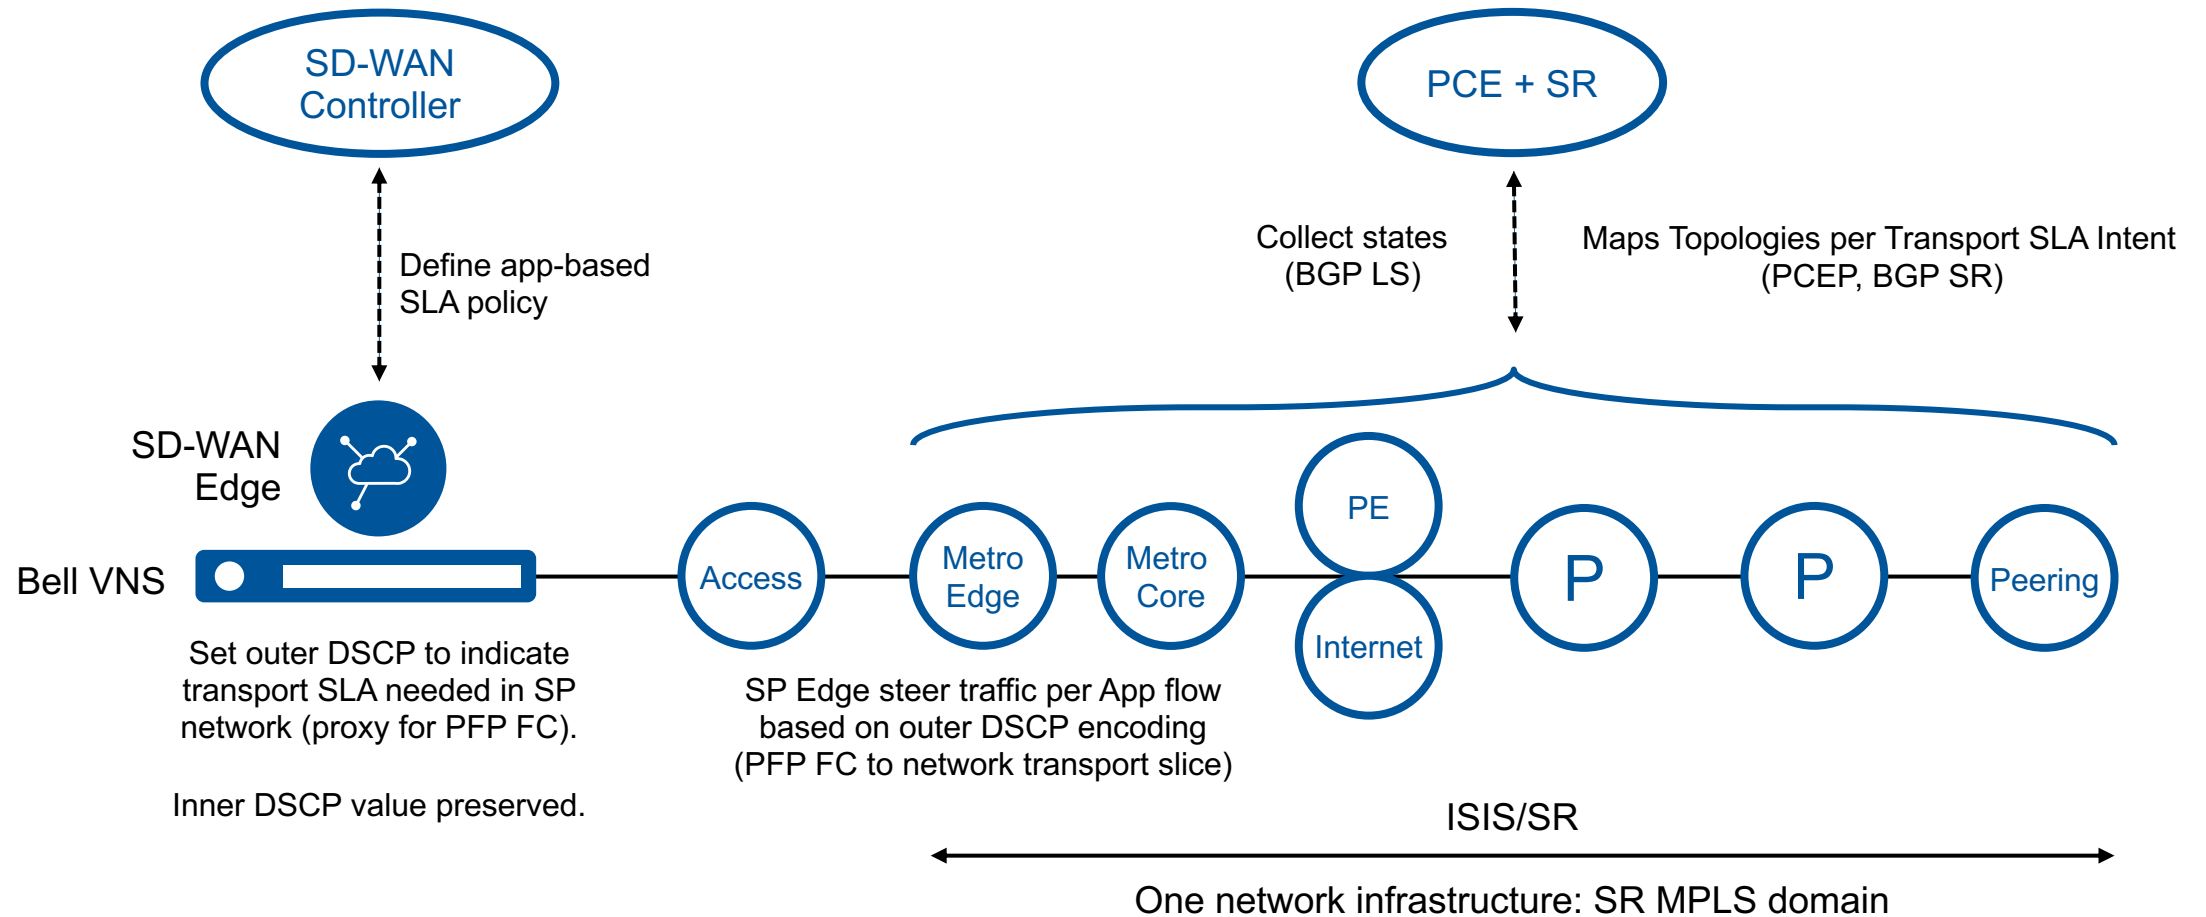 SD-WAN
Controller
PCE + SR
Define app-based
SLA policy
Collect states
(BGP LS)
Maps Topologies per Transport SLA Intent
(PCEP, BGP SR)
SD-WAN
Edge
Bell VNS
Access
Metro
Edge
Metro
Core
PE
Internet
P
P
Peering
Set outer DSCP to indicate
transport SLA needed in SP
network (proxy for PFP FC).
Inner DSCP value preserved.
SP Edge steer traffic per App flow
based on outer DSCP encoding
(PFP FC to network transport slice)
ISIS/SR
One network infrastructure: SR MPLS domain